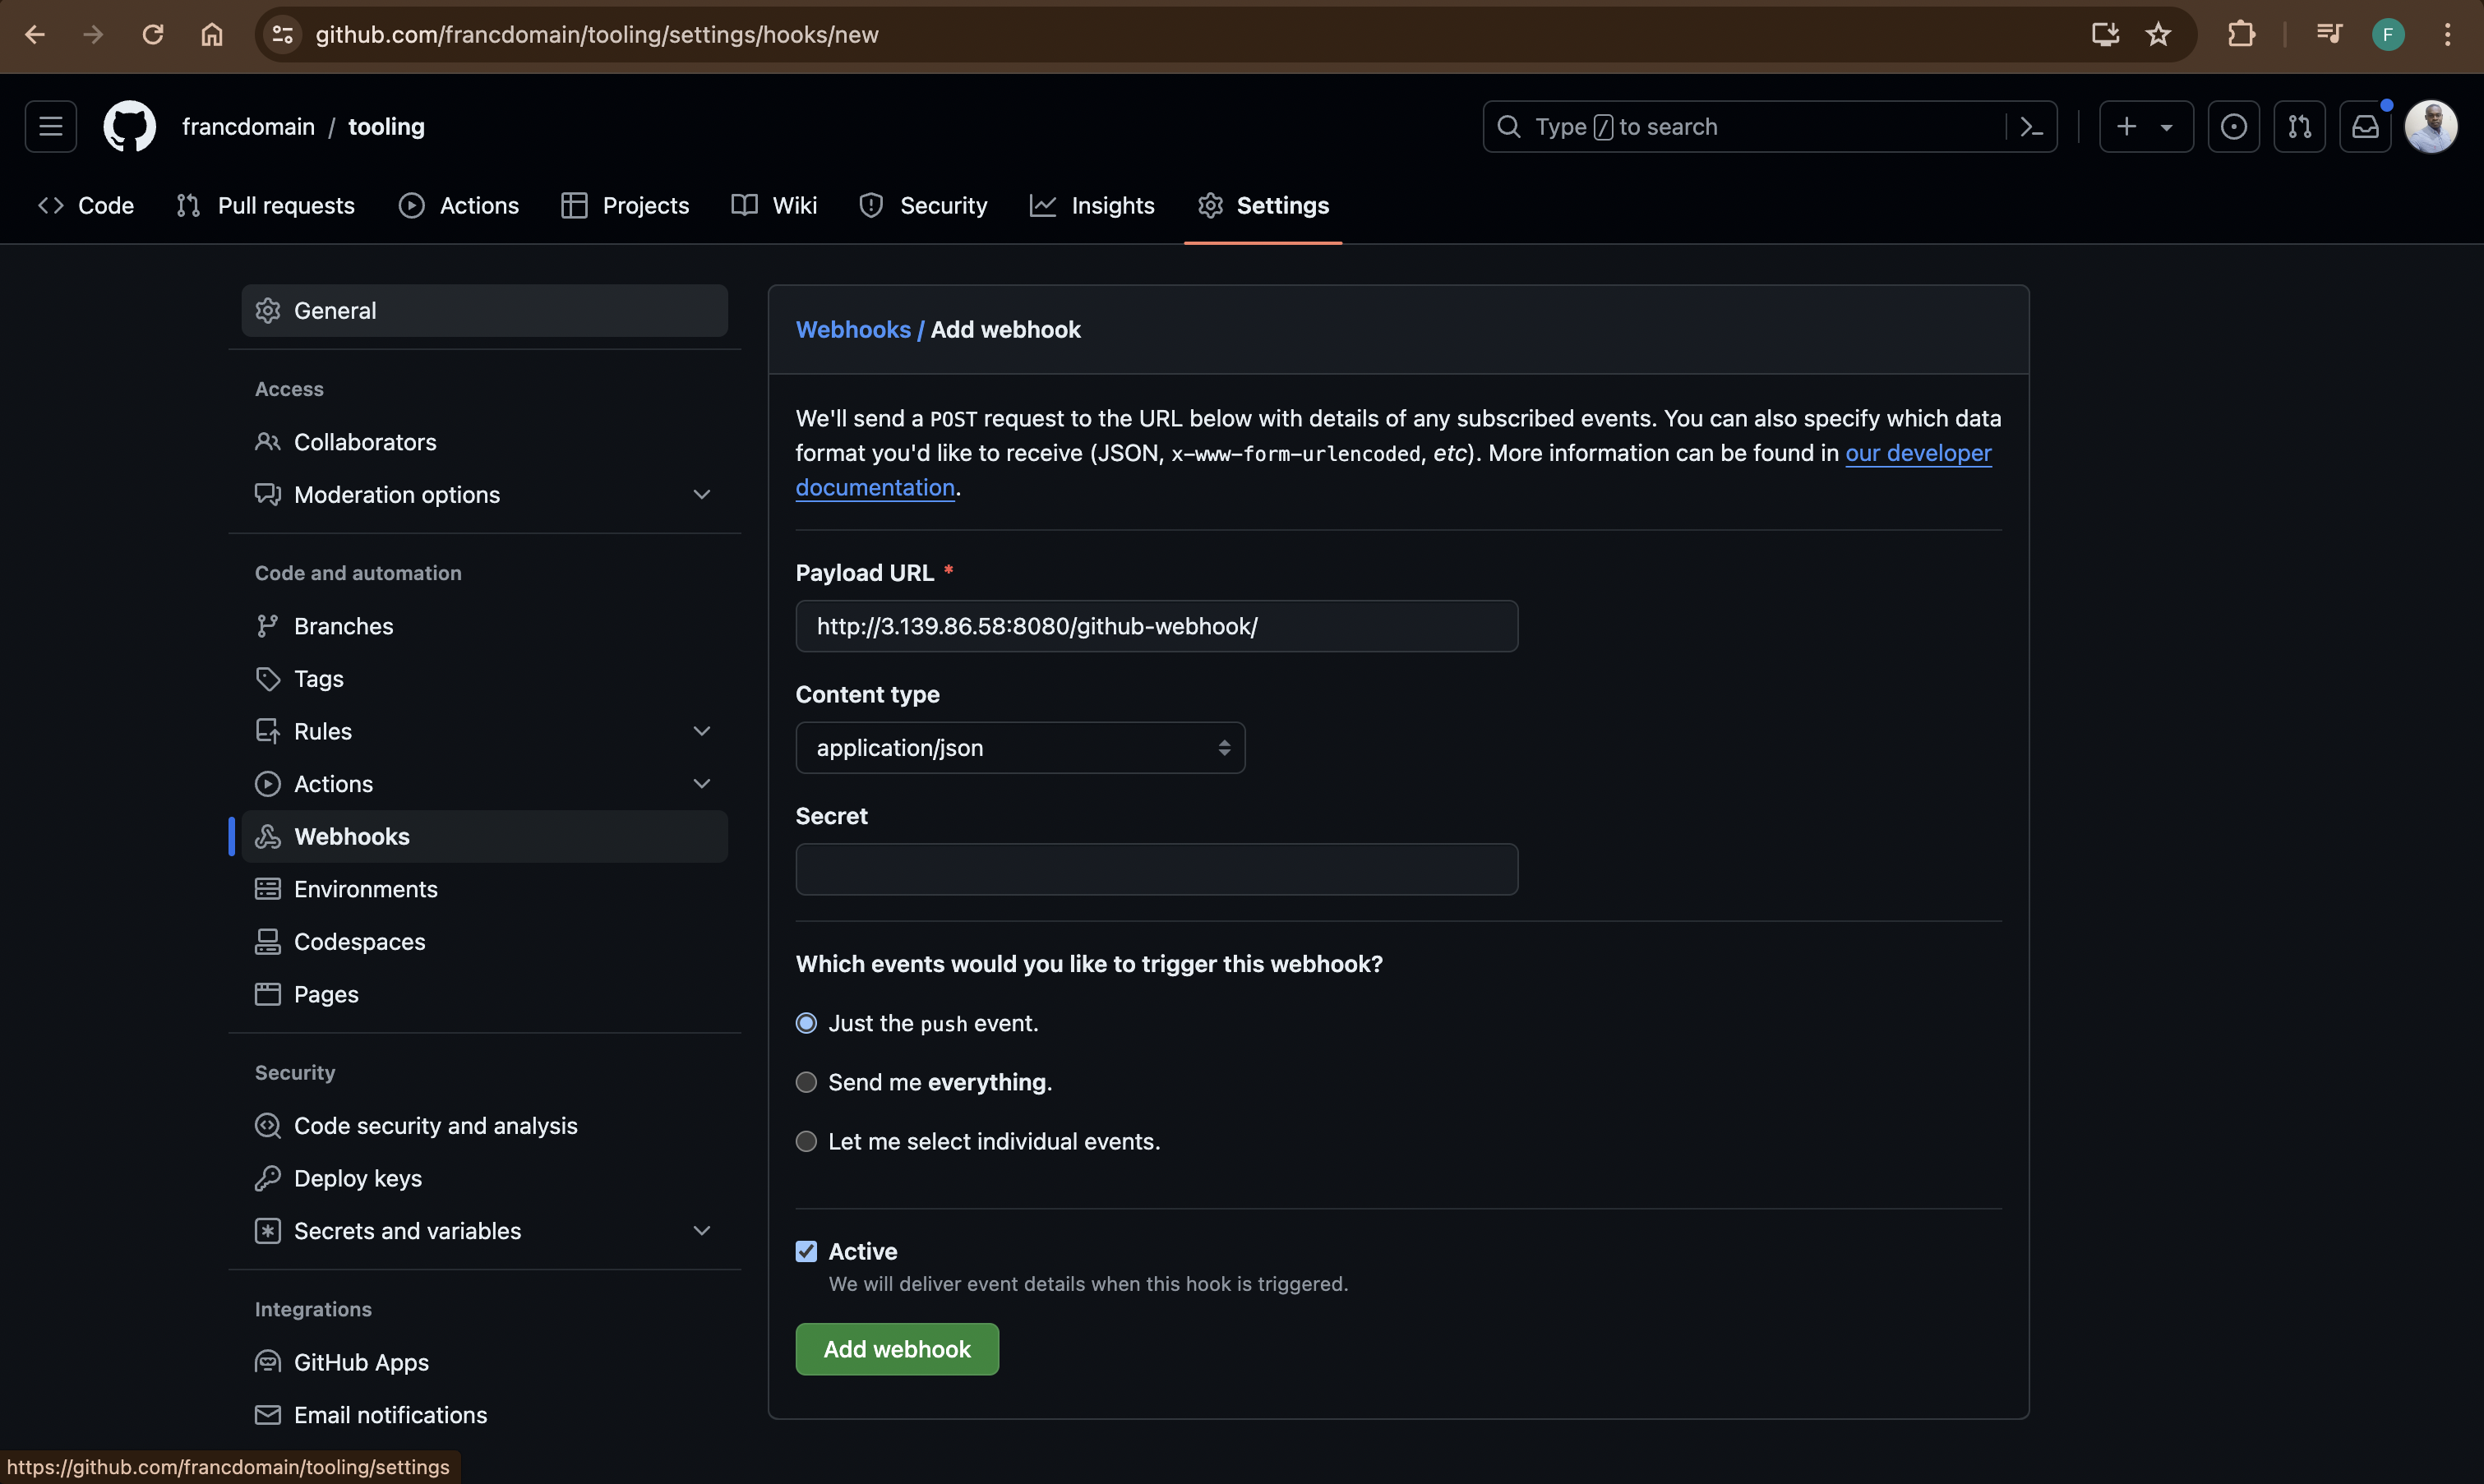 github.com/francdomain/tooling/settings/hooks/new
F
francdomain / tooling
Type / to search
Code
Pull requests
Actions
Projects
Wiki
Security
Insights
Settings
General
Access
Collaborators
Moderation options
Code and automation
Branches
Tags
Rules
Actions
Webhooks
Environments
Codespaces
Pages
Security
Code security and analysis
Deploy keys
Secrets and variables
Integrations
GitHub Apps
Email notifications
Webhooks / Add webhook
We'll send a POST request to the URL below with details of any subscribed events. You can also specify which data
format you'd like to receive (JSON, x-www-form-urlencoded, etc). More information can be found in our developer
documentation.
Payload URL *
http://3.139.86.58:8080/github-webhook/
Content type
application/json
Secret
Which events would you like to trigger this webhook?
Just the push event.
Send me everything.
Let me select individual events.
Active
We will deliver event details when this hook is triggered.
Add webhook
https://github.com/francdomain/tooling/settings